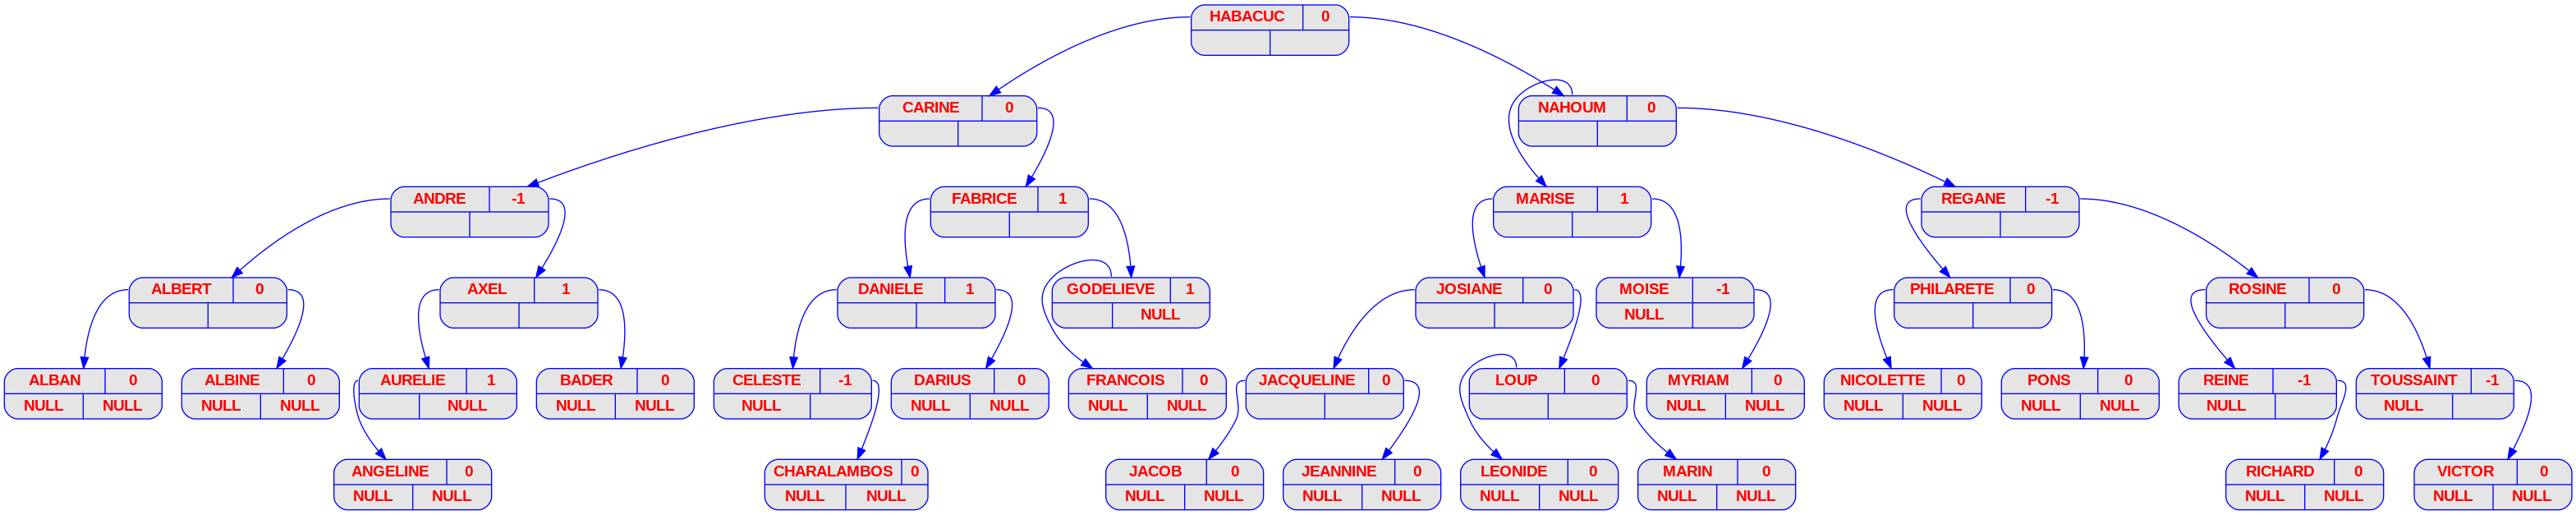 HABACUC 0
CARINE 0
NAHOUM 0
ANDRE -1
FABRICE 1
MARISE 1
REGANE -1
ALBERT 0
AXEL 1
DANIELE 1
GODELIEVE 1
NULL
JOSIANE 0
MOISE -1
NULL
PHILARETE 0
ROSINE 0
ALBAN 0
NULL NULL
ALBINE 0
NULL NULL
AURELIE 1
NULL
BADER 0
NULL NULL
CELESTE -1
NULL
DARIUS 0
NULL NULL
FRANCOIS 0
NULL NULL
JACQUELINE 0
LOUP 0
MYRIAM 0
NULL NULL
NICOLETTE 0
NULL NULL
PONS 0
NULL NULL
REINE -1
NULL
TOUSSAINT -1
NULL
ANGELINE 0
NULL NULL
CHARALAMBOS 0
NULL NULL
JACOB 0
NULL NULL
JEANNINE 0
NULL NULL
LEONIDE 0
NULL NULL
MARIN 0
NULL NULL
RICHARD 0
NULL NULL
VICTOR 0
NULL NULL